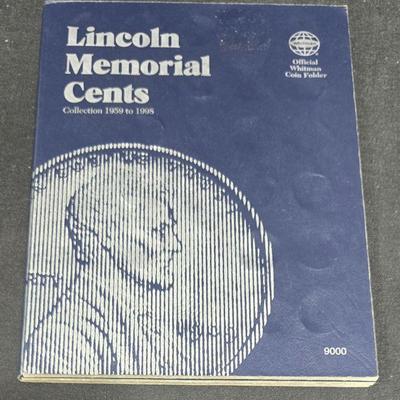 Lincoln
Memorial
Cents
Collection 1959 to 1998
Official
Whitman
Coin Folder
9000